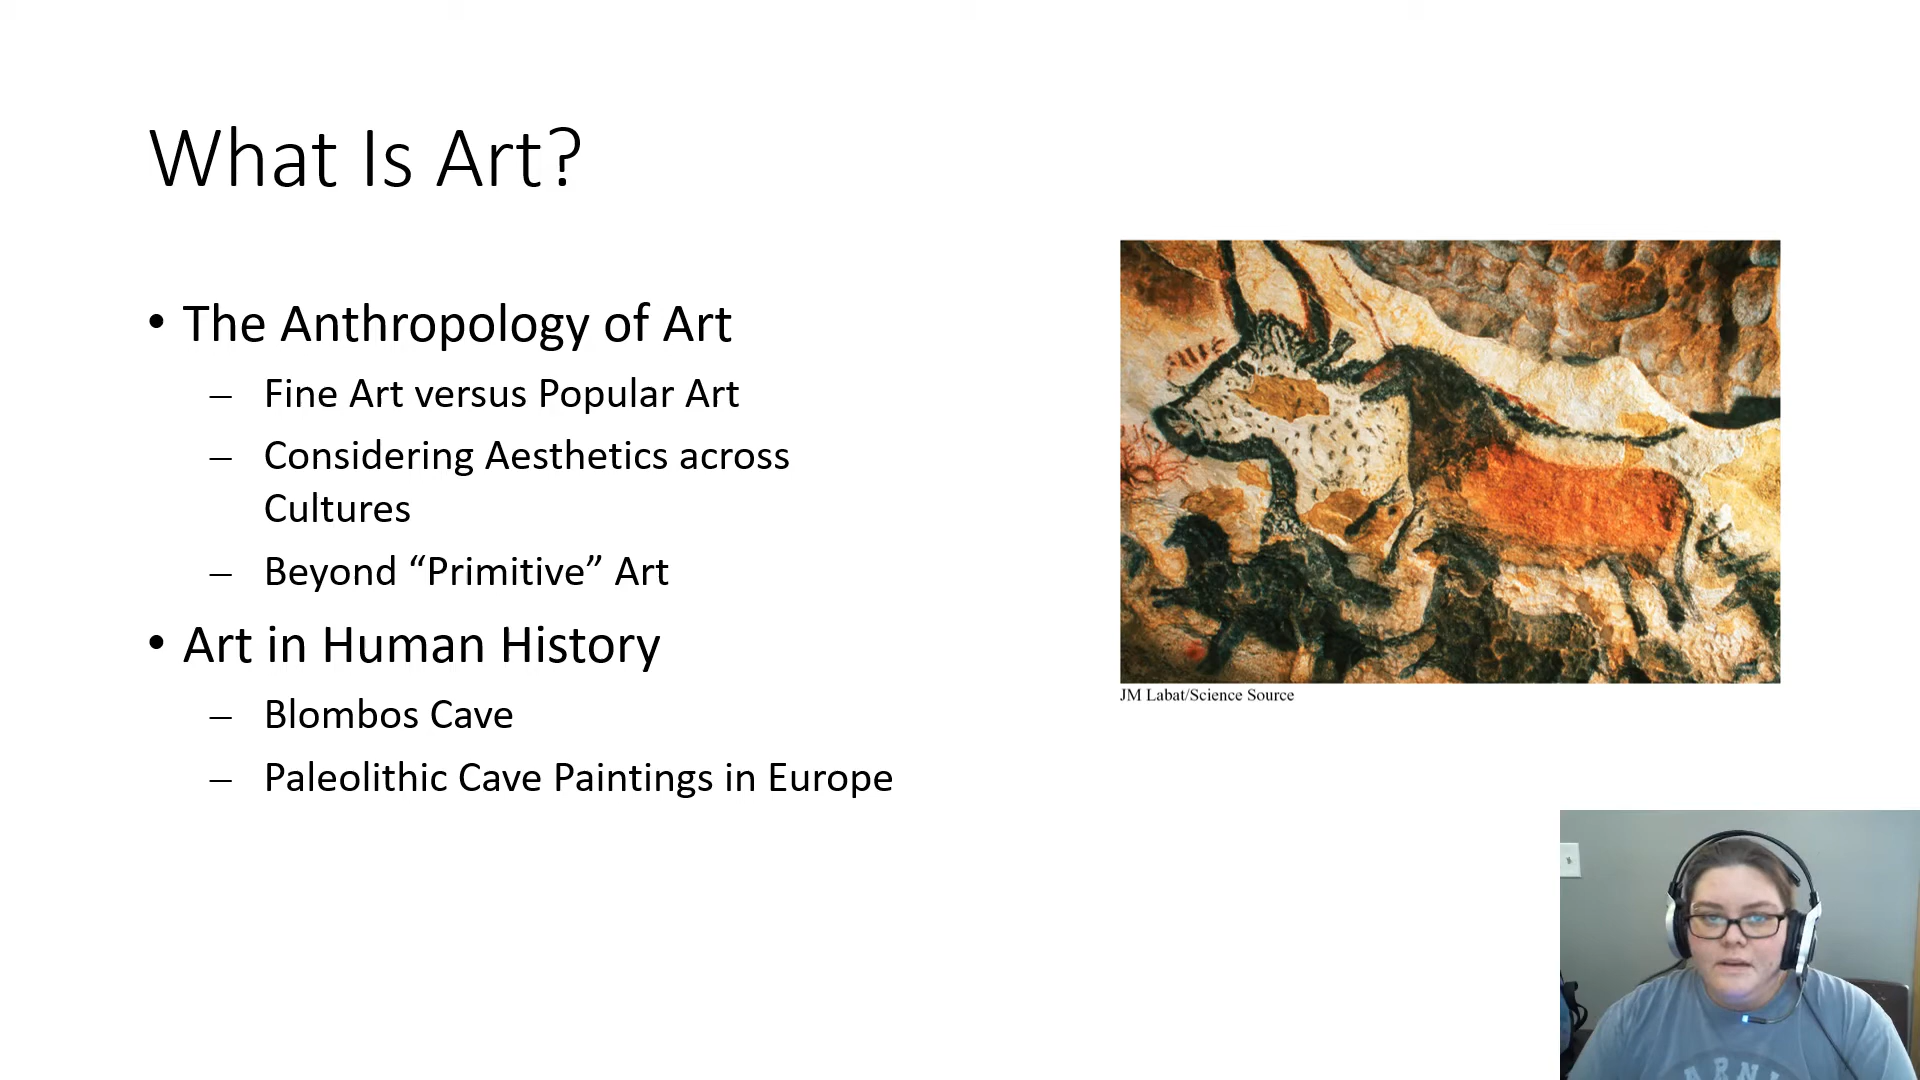 What Is Art?
• The Anthropology of Art
– Fine Art versus Popular Art
– Considering Aesthetics across
Cultures
– Beyond “Primitive” Art
• Art in Human History
– Blombos Cave
– Paleolithic Cave Paintings in Europe
JM Labat/Science Source